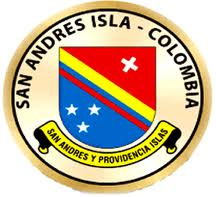 SAN ANDRES ISLA - COLOMBIA
SAN ANDRES Y PROVIDENCIA ISLAS